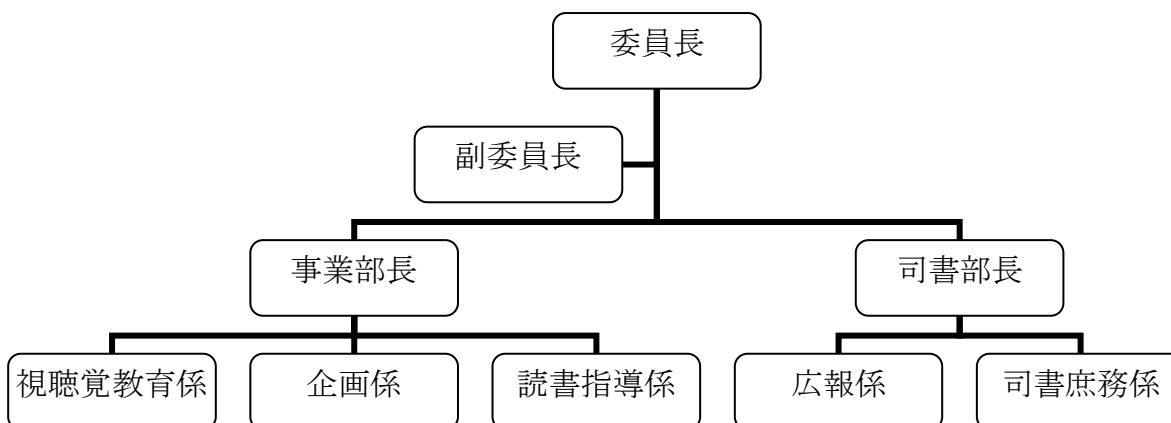 委員長
副委員長
事業部長
司書部長
視聴覚教育係
企画係
読書指導係
広報係
司書庶務係